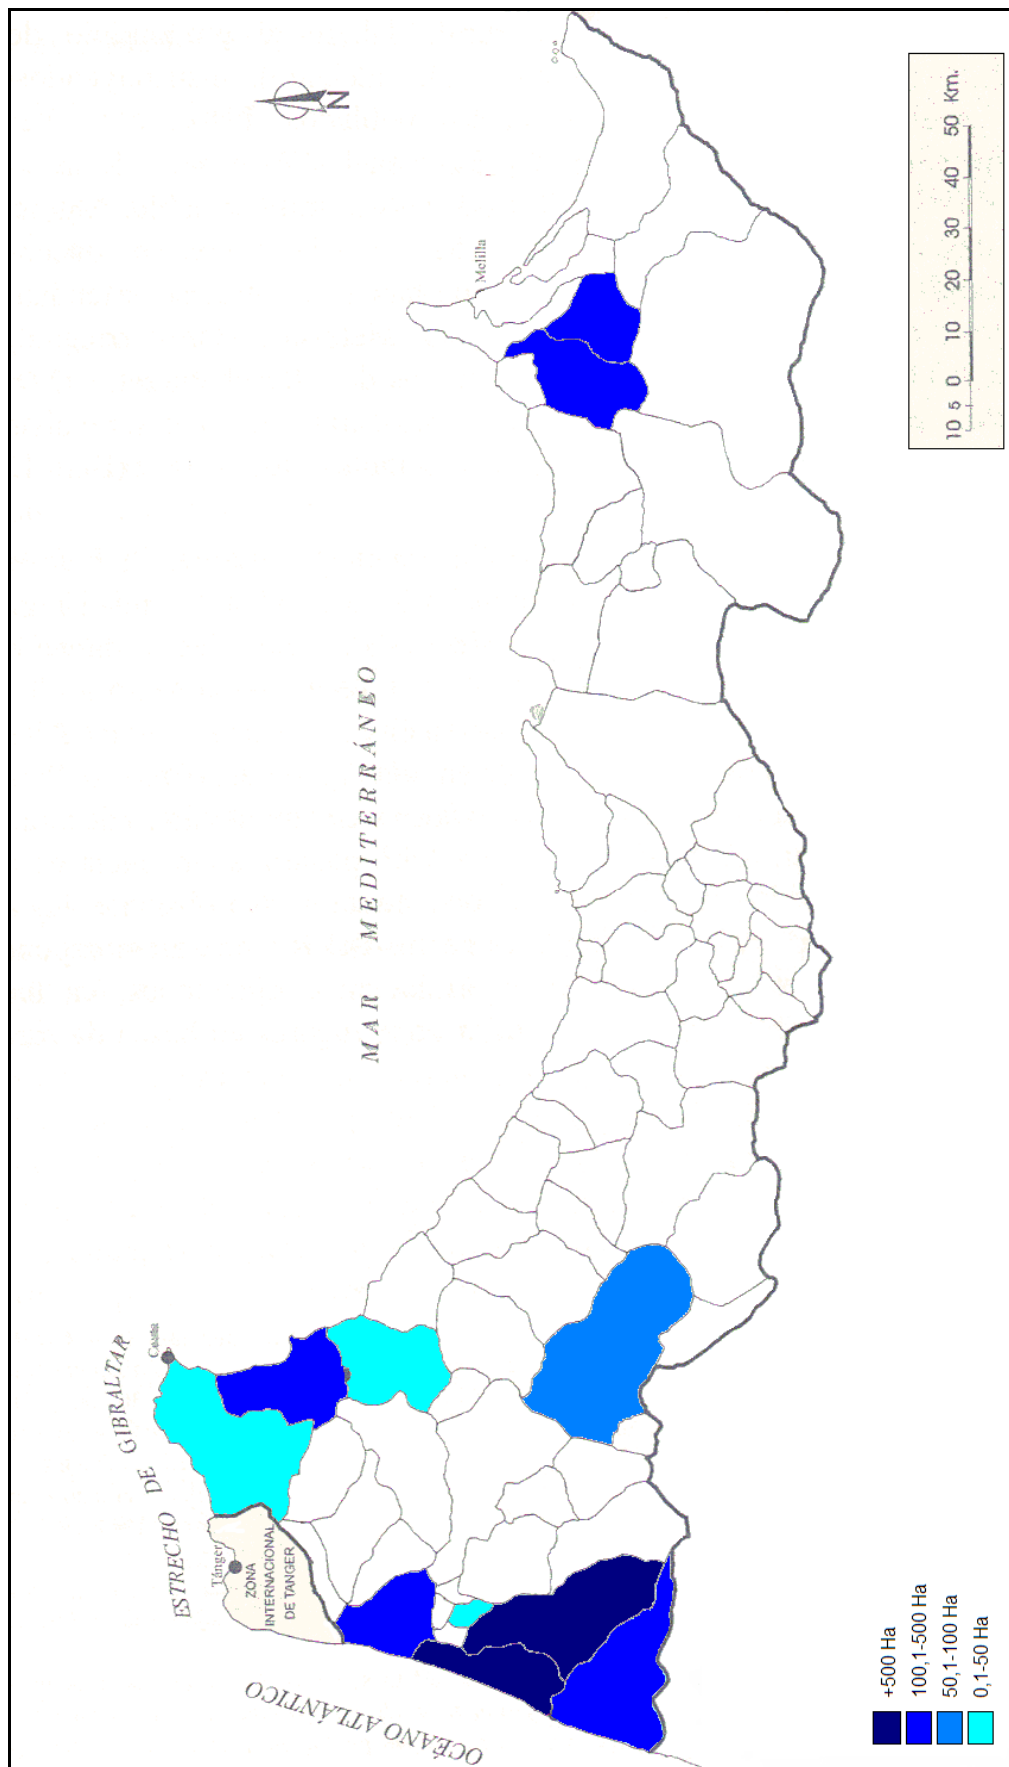 N
Melilla
MAR MEDITERRÁNEO
Ceuta
ESTRECHO DE GIBRALTAR
Tánger
ZONA
INTERNACIONAL
DE TANGER
OCÉANO ATLÁNTICO
10 5 0 10 20 30 40 50 Km.
+500 Ha
100,1-500 Ha
50,1-100 Ha
0,1-50 Ha